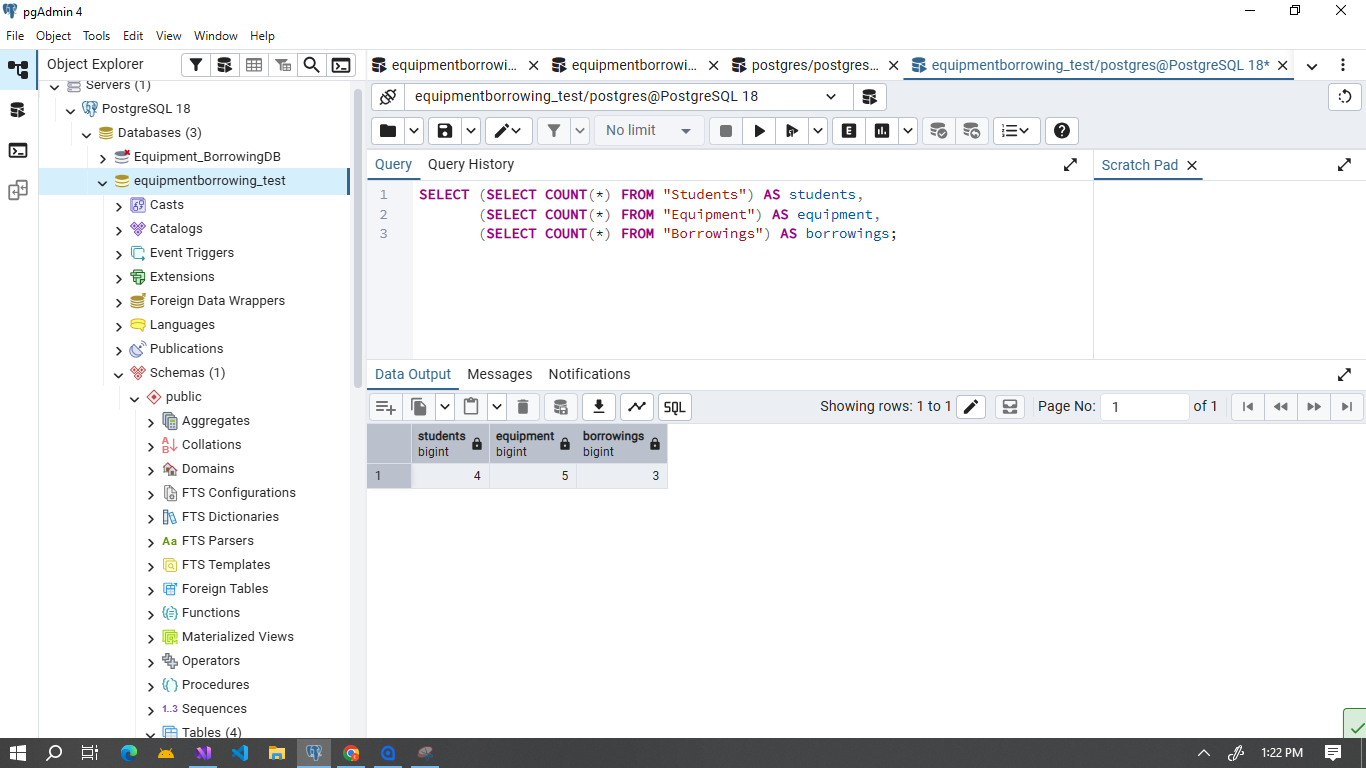 pgAdmin 4
File Object Tools Edit View Window Help
Object Explorer
equipmentborrowi...
equipmentborrowi...
postgres/postgres...
equipmentborrowing_test/postgres@PostgreSQL 18*
Servers (1)
PostgreSQL 18
Databases (3)
Equipment_BorrowingDB
equipmentborrowing_test
Casts
Catalogs
Event Triggers
Extensions
Foreign Data Wrappers
Languages
Publications
Schemas (1)
public
Aggregates
Collations
Domains
FTS Configurations
FTS Dictionaries
Aa FTS Parsers
FTS Templates
Foreign Tables
Functions
Materialized Views
Operators
Procedures
1..3 Sequences
Tables (4)
equipmentborrowing_test/postgres@PostgreSQL 18
No limit
E
Query Query History
Scratch Pad
1 SELECT (SELECT COUNT(*) FROM "Students") AS students,
2 (SELECT COUNT(*) FROM "Equipment") AS equipment,
3 (SELECT COUNT(*) FROM "Borrowings") AS borrowings;
Data Output Messages Notifications
SQL
Showing rows: 1 to 1
Page No: 1 of 1
students equipment borrowings
bigint bigint bigint
1 4 5 3
1:22 PM